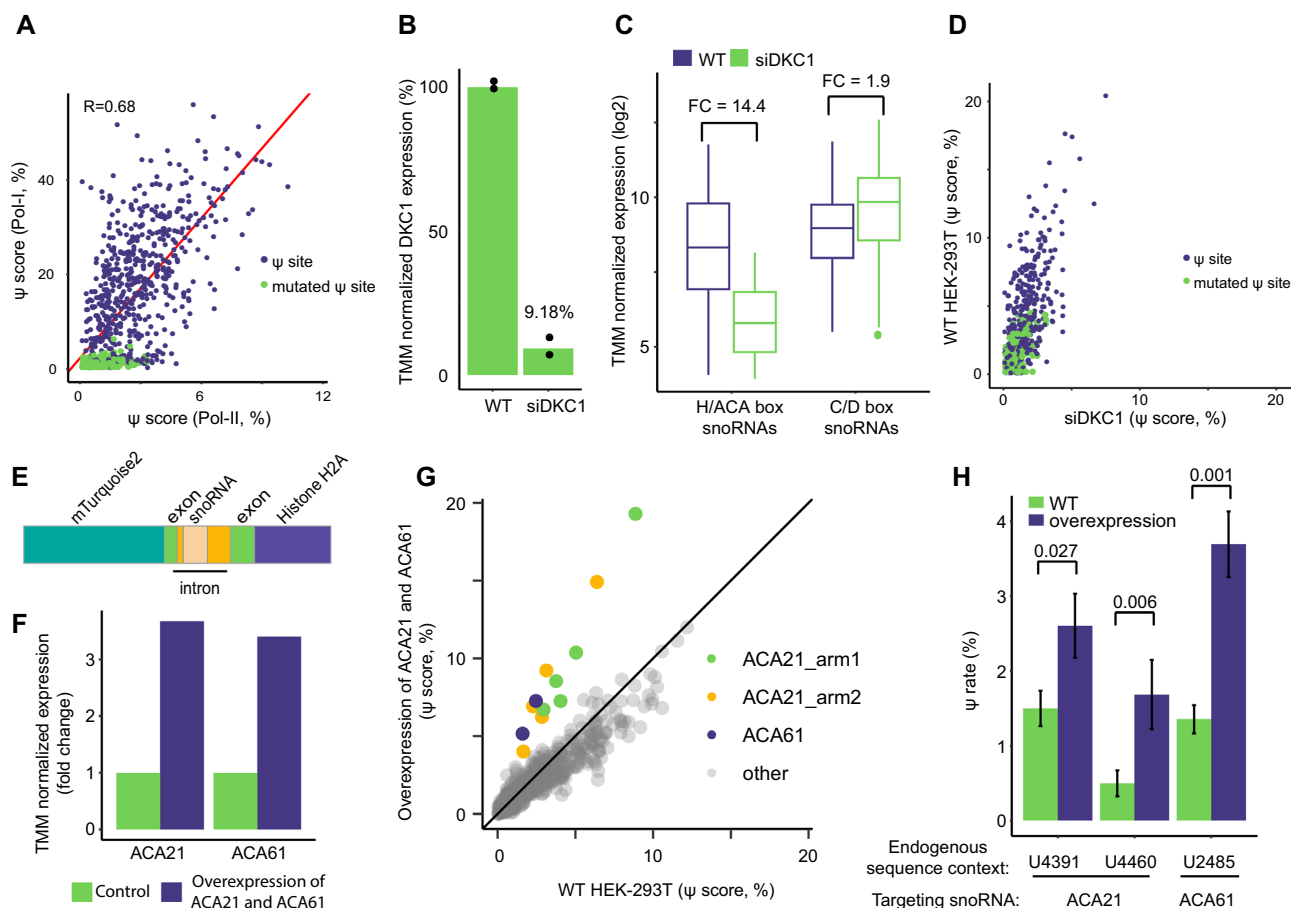 A
R=0.68
ψ score (Pol-I, %)
40
20
0
0
6
12
ψ score (Pol-II, %)
ψ site
mutated ψ site
B
TMM normalized DKC1 expression (%)
100
50
0
9.18%
WT
siDKC1
C
WT
siDKC1
FC = 14.4
FC = 1.9
TMM normalized expression (log2)
10
5
H/ACA box
snoRNAs
C/D box
snoRNAs
D
WT HEK-293T (ψ score, %)
20
10
0
0
10
20
siDKC1 (ψ score, %)
ψ site
mutated ψ site
E
mTurquoise2
exon
snoRNA
exon
Histone H2A
intron
F
TMM normalized expression
(fold change)
3
1
0
ACA21
ACA61
Control
Overexpression of
ACA21 and ACA61
G
Overexpression of ACA21 and ACA61
(ψ score, %)
20
10
0
0
10
20
WT HEK-293T (ψ score, %)
ACA21_arm1
ACA21_arm2
ACA61
other
H
WT
overexpression
0.027
0.006
0.001
ψ rate (%)
4
3
2
1
0
Endogenous
sequence context:
U4391
U4460
U2485
Targeting snoRNA:
ACA21
ACA61